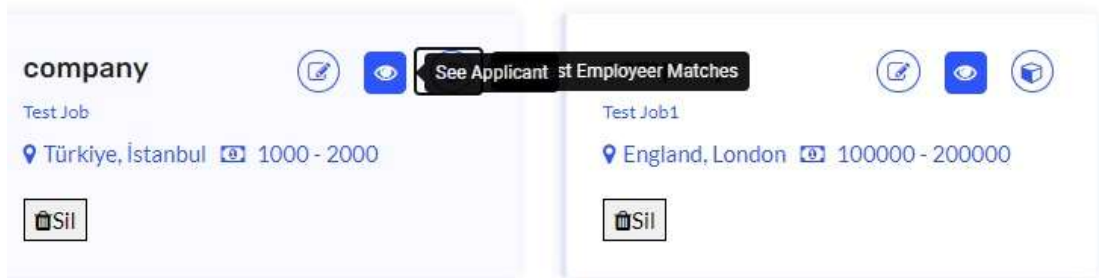 company
See Applicant st Employeer Matches
Test Job
Test Job1
Türkiye, İstanbul 1000 - 2000
England, London 100000 - 200000
Sil
Sil